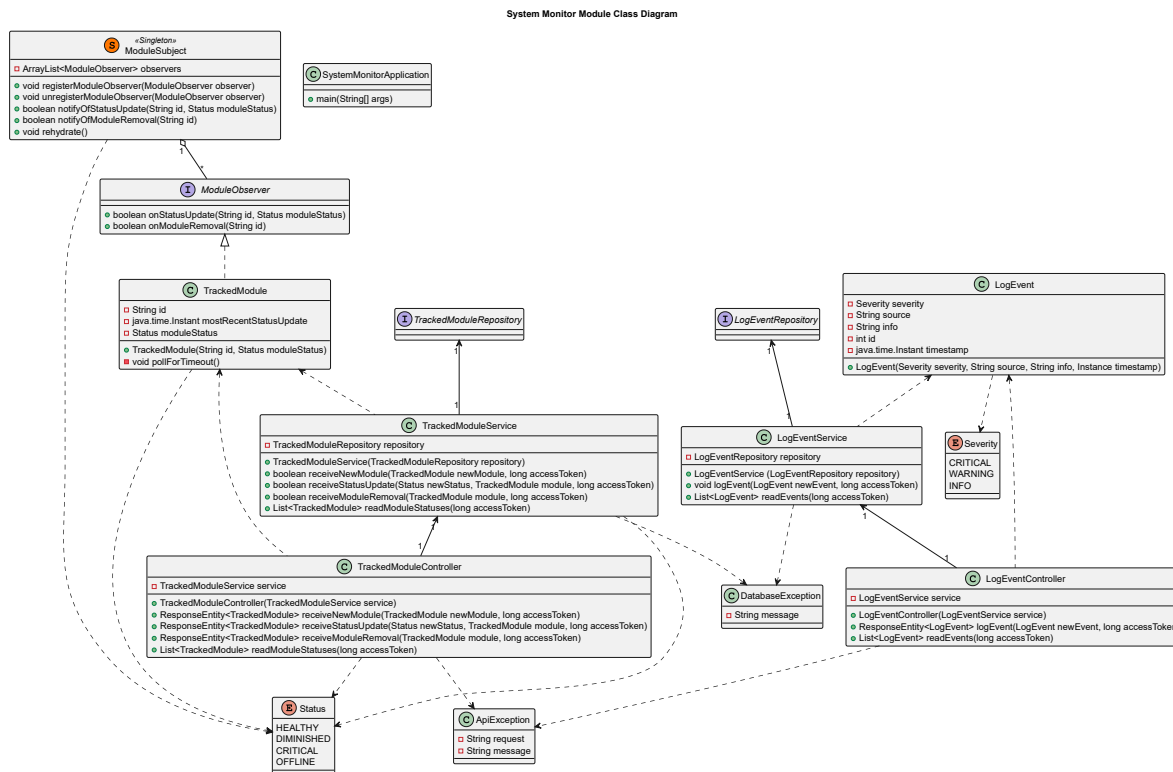 System Monitor Module Class Diagram
«Singleton»
S
ModuleSubject
ArrayList<ModuleObserver> observers
void registerModuleObserver(ModuleObserver observer)
void unregisterModuleObserver(ModuleObserver observer)
boolean notifyOfStatusUpdate(String id, Status moduleStatus)
boolean notifyOfModuleRemoval(String id)
void rehydrate()
C SystemMonitorApplication
main(String[] args)
1
*
I ModuleObserver
boolean onStatusUpdate(String id, Status moduleStatus)
boolean onModuleRemoval(String id)
C TrackedModule
String id
java.time.Instant mostRecentStatusUpdate
Status moduleStatus
TrackedModule(String id, Status moduleStatus)
void pollForTimeout()
I TrackedModuleRepository
1
1
I LogEventRepository
1
1
C LogEvent
Severity severity
String source
String info
int id
java.time.Instant timestamp
LogEvent(Severity severity, String source, String info, Instance timestamp)
C TrackedModuleService
TrackedModuleRepository repository
TrackedModuleService(TrackedModuleRepository repository)
boolean receiveNewModule(TrackedModule newModule, long accessToken)
boolean receiveStatusUpdate(Status newStatus, TrackedModule module, long accessToken)
boolean receiveModuleRemoval(TrackedModule module, long accessToken)
List<TrackedModule> readModuleStatuses(long accessToken)
C LogEventService
LogEventRepository repository
LogEventService (LogEventRepository repository)
void logEvent(LogEvent newEvent, long accessToken)
List<LogEvent> readEvents(long accessToken)
E Severity
CRITICAL
WARNING
INFO
1
1
1
1
C TrackedModuleController
TrackedModuleService service
TrackedModuleController(TrackedModuleService service)
ResponseEntity<TrackedModule> receiveNewModule(TrackedModule newModule, long accessToken)
ResponseEntity<TrackedModule> receiveStatusUpdate(Status newStatus, TrackedModule module, long accessToken)
ResponseEntity<TrackedModule> receiveModuleRemoval(TrackedModule module, long accessToken)
List<TrackedModule> readModuleStatuses(long accessToken)
C DatabaseException
String message
C LogEventController
LogEventService service
LogEventController(LogEventService service)
ResponseEntity<LogEvent> logEvent(LogEvent newEvent, long accessToken
List<LogEvent> readEvents(long accessToken)
E Status
HEALTHY
DIMINISHED
CRITICAL
OFFLINE
C ApiException
String request
String message